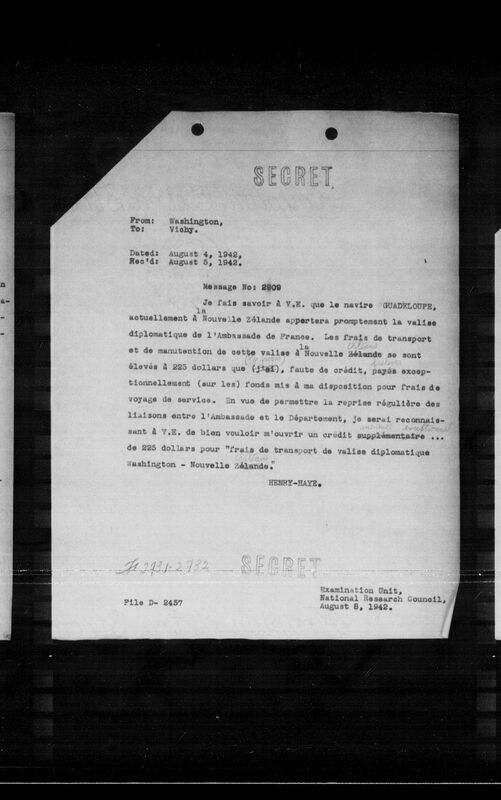 SECRET
From: Washington,
To: Vichy.
Dated: August 4, 1942.
Rec'd: August 5, 1942.
Message No: 2909
Je fais savoir à V.E. que le navire GUADELOUPE,
la
actuellement à Nouvelle Zélande apportera promptement la valise
diplomatique de l'Ambassade de France. Les frais de transport
la
et de manutention de cette valise à Nouvelle Zélande se sont
élevés à 225 dollars que (j'ai), faute de crédit, payés excep-
tionnellement (sur les) fonds mis à ma disposition pour frais de
voyage de service. En vue de permettre la reprise régulière des
liaisons entre l'Ambassade et le Département, je serai reconnais-
sant à V.E. de bien vouloir m'ouvrir un crédit supplémentaire ...
de 225 dollars pour "frais de transport de valise diplomatique
Washington - Nouvelle Zélande."
HENRY-HAYE.
2731-2732
SECRET
File D- 2457
Examination Unit,
National Research Council,
August 8, 1942.